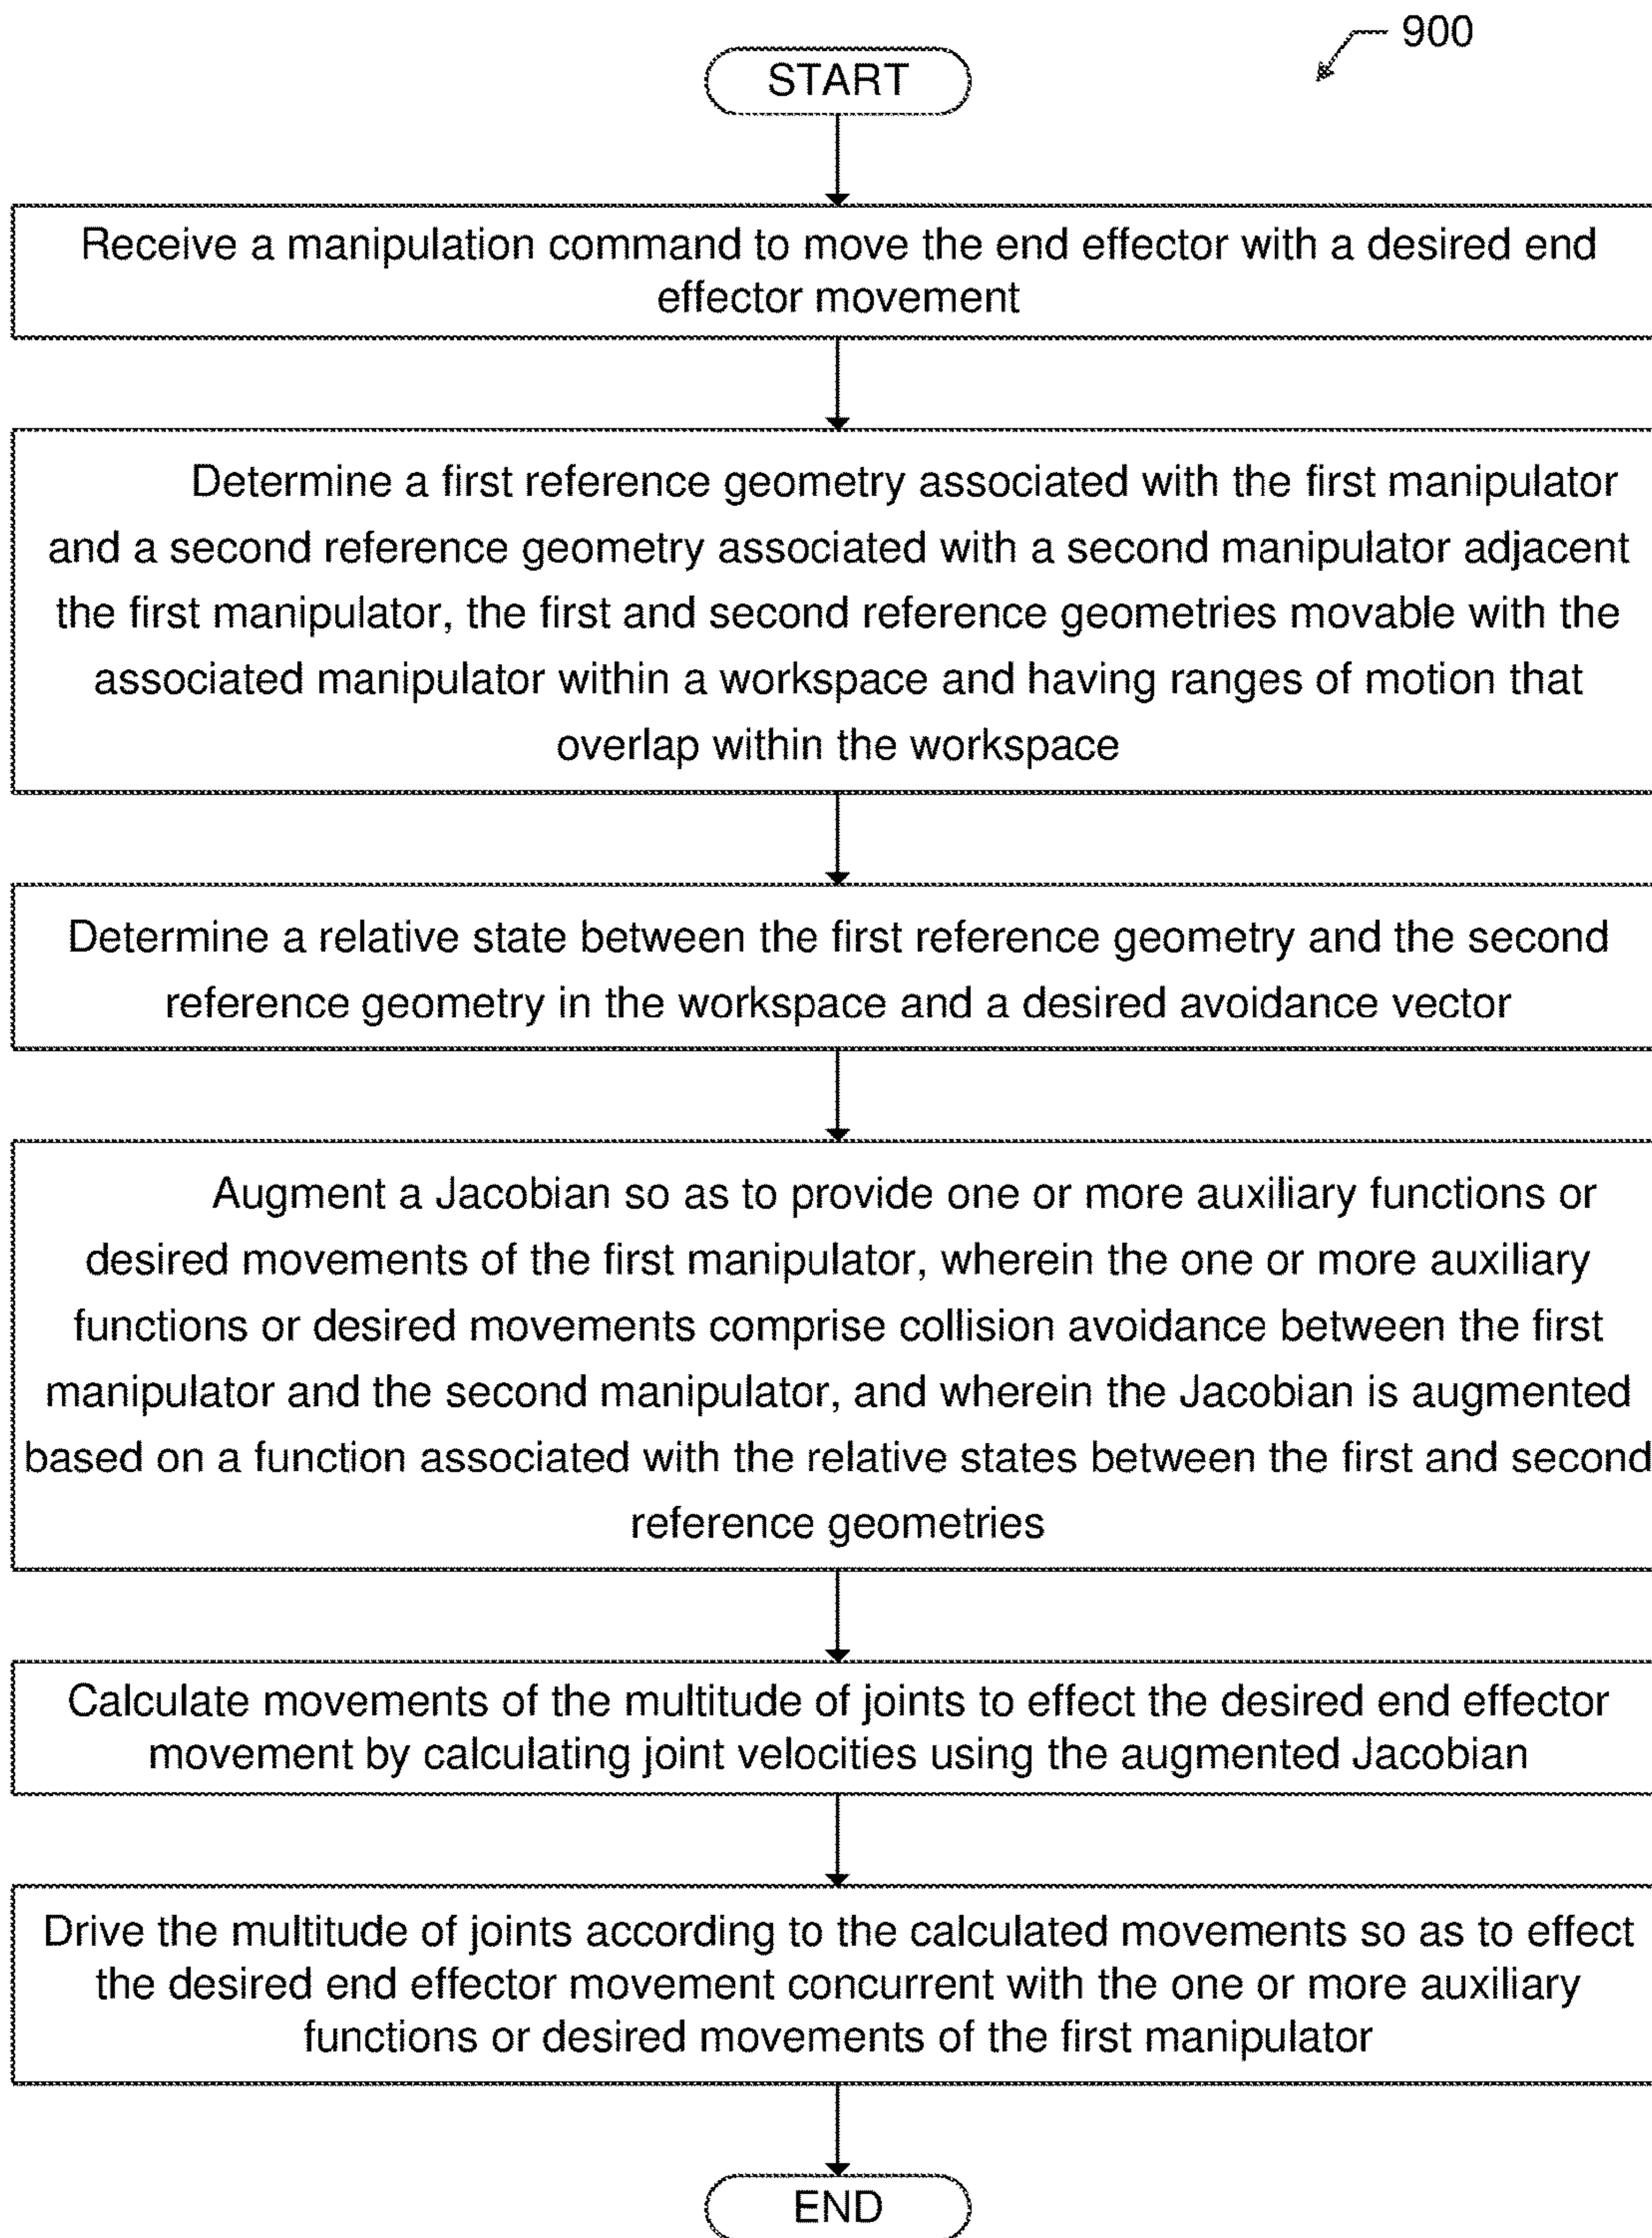 900
START
Receive a manipulation command to move the end effector with a desired end
effector movement
Determine a first reference geometry associated with the first manipulator
and a second reference geometry associated with a second manipulator adjacent
the first manipulator, the first and second reference geometries movable with the
associated manipulator within a workspace and having ranges of motion that
overlap within the workspace
Determine a relative state between the first reference geometry and the second
reference geometry in the workspace and a desired avoidance vector
Augment a Jacobian so as to provide one or more auxiliary functions or
desired movements of the first manipulator, wherein the one or more auxiliary
functions or desired movements comprise collision avoidance between the first
manipulator and the second manipulator, and wherein the Jacobian is augmented
based on a function associated with the relative states between the first and second
reference geometries
Calculate movements of the multitude of joints to effect the desired end effector
movement by calculating joint velocities using the augmented Jacobian
Drive the multitude of joints according to the calculated movements so as to effect
the desired end effector movement concurrent with the one or more auxiliary
functions or desired movements of the first manipulator
END